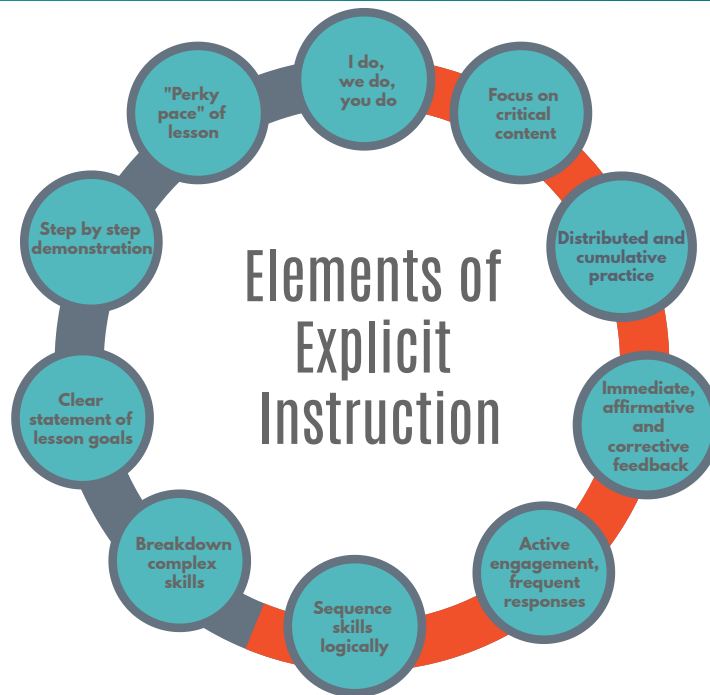 Elements of
Explicit
Instruction
I do,
we do,
you do
Focus on
critical
content
Distributed and
cumulative
practice
Immediate,
affirmative
and
corrective
feedback
Active
engagement,
frequent
responses
Sequence
skills
logically
Breakdown
complex
skills
Clear
statement of
lesson goals
Step by step
demonstration
"Perky
pace" of
lesson